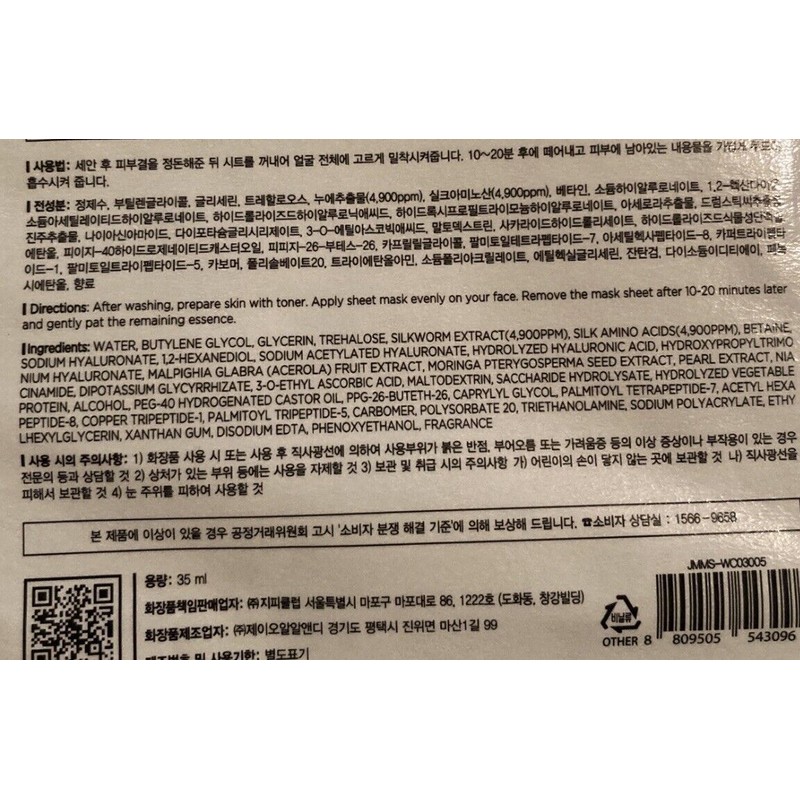 사용법: 세안 후 피부결을 정돈해준 뒤 시트를 꺼내어 얼굴 전체에 고르게 밀착시켜줍니다. 10~20분 후에 떼어내고 피부에 남아있는 내용물을 가볍게 두드려
흡수시켜 줍니다.
전성분: 정제수, 부틸렌글라이콜, 글리세린, 트레할로오스, 누에추출물(4,900ppm), 실크아미노산(4,900ppm), 베타인, 소듐하이알루로네이트, 1,2-헥산다이올
소듐아세틸레이티드하이알루로네이트, 하이드롤라이즈드하이알루로닉애씨드, 하이드록시프로필트라이모늄하이알루로네이트, 아세로라추출물, 드럼스틱씨추출물,
진주추출물, 나이아신아마이드, 다이포타슘글리시리제이트, 3-O-에틸아스코빅애씨드, 말토덱스트린, 사카라이드하이드롤리세이트, 하이드롤라이즈드식물성단백질
에탄올, 피이지-40하이드로제네이티드캐스터오일, 피피지-26-부테스-26, 카프릴릴글라이콜, 팔미토일테트라펩타이드-7, 아세틸헥사펩타이드-8, 카퍼트라이펩타
이드-1, 팔미토일트라이펩타이드-5, 카보머, 폴리솔베이트20, 트라이에탄올아민, 소듐폴리아크릴레이트, 에틸헥실글리세린, 잔탄검, 다이소듐이디티에이, 페녹
시에탄올, 향료
Directions: After washing, prepare skin with toner. Apply sheet mask evenly on your face. Remove the mask sheet after 10-20 minutes later
and gently pat the remaining essence.
Ingredients: WATER, BUTYLENE GLYCOL, GLYCERIN, TREHALOSE, SILKWORM EXTRACT(4,900PPM), SILK AMINO ACIDS(4,900PPM), BETAINE,
SODIUM HYALURONATE, 1,2-HEXANEDIOL, SODIUM ACETYLATED HYALURONATE, HYDROLYZED HYALURONIC ACID, HYDROXYPROPYLTRIMO
NIUM HYALURONATE, MALPIGHIA GLABRA (ACEROLA) FRUIT EXTRACT, MORINGA PTERYGOSPERMA SEED EXTRACT, PEARL EXTRACT, NIA
CINAMIDE, DIPOTASSIUM GLYCYRRHIZATE, 3-O-ETHYL ASCORBIC ACID, MALTODEXTRIN, SACCHARIDE HYDROLYSATE, HYDROLYZED VEGETABLE
PROTEIN, ALCOHOL, PEG-40 HYDROGENATED CASTOR OIL, PPG-26-BUTETH-26, CAPRYLYL GLYCOL, PALMITOYL TETRAPEPTIDE-7, ACETYL HEXA
PEPTIDE-8, COPPER TRIPEPTIDE-1, PALMITOYL TRIPEPTIDE-5, CARBOMER, POLYSORBATE 20, TRIETHANOLAMINE, SODIUM POLYACRYLATE, ETHY
LHEXYLGLYCERIN, XANTHAN GUM, DISODIUM EDTA, PHENOXYETHANOL, FRAGRANCE
사용 시의 주의사항: 1) 화장품 사용 시 또는 사용 후 직사광선에 의하여 사용부위가 붉은 반점, 부어오름 또는 가려움증 등의 이상 증상이나 부작용이 있는 경우
전문의 등과 상담할 것 2) 상처가 있는 부위 등에는 사용을 자제할 것 3) 보관 및 취급 시의 주의사항 가) 어린이의 손이 닿지 않는 곳에 보관할 것 나) 직사광선을
피해서 보관할 것 4) 눈 주위를 피하여 사용할 것
본 제품에 이상이 있을 경우 공정거래위원회 고시 '소비자 분쟁 해결 기준'에 의해 보상해 드립니다. ☎소비자 상담실 : 1566-9658
JMMS-WC03005
용량: 35 ml
화장품책임판매업자: ㈜지피클럽 서울특별시 마포구 마포대로 86, 1222호 (도화동, 창강빌딩)
화장품제조업자: ㈜제이오알앤디 경기도 평택시 진위면 마산1길 99
제조번호 및 사용기한: 별도표기
비닐류
OTHER 8 809505 543096